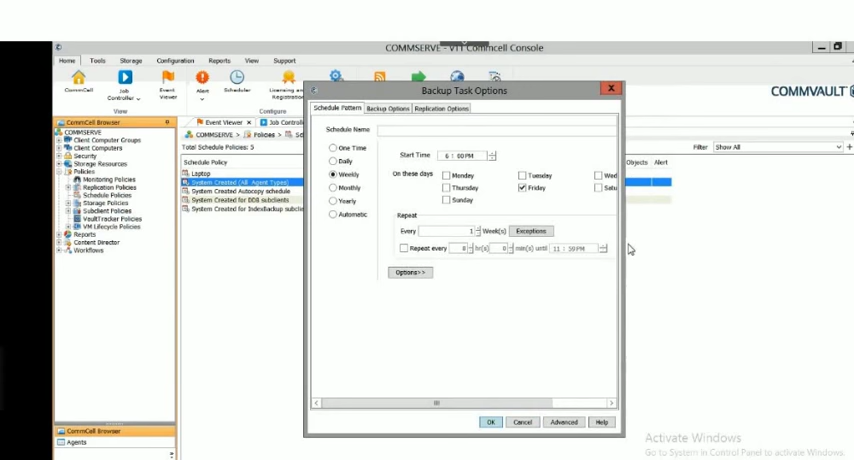 COMMSERVE - VTT Commcell Console
Home Tools Storage Configuration Reports View Support
CommCell Job Controller Event Viewer Alert Scheduler Licensing and Registration
View Configure
COMMVAULT
Backup Task Options
CommCell Browser
Event Viewer Job Control
COMMSERVE > Policies >
Total Schedule Policies: 5
Filter Show All
Schedule Policy
Objects Alert
COMMSERVE
Client Computer Groups
Client Computers
Security
Storage Resources
Policies
Monitoring Policies
Replication Policies
Schedule Policies
Storage Policies
Subclient Policies
VaultTracker Policies
VM Lifecycle Policies
Reports
Content Director
Workflows
Laptop
System Created (All Agent Types)
System Created Autocopy schedule
System Created for DDB subclients
System Created for IndexBackup subclie
Schedule Pattern Backup Options Replication Options
Schedule Name
One Time
Daily
Weekly
Monthly
Yearly
Automatic
Start Time 6 : 00 PM
On these days Monday Tuesday Wed
Thursday Friday Satu
Sunday
Repeat
Every 1 Week(s) Exceptions
Repeat every 8 hr(s) 0 min(s) until 11 : 59 PM
Options>>
OK Cancel Advanced Help
CommCell Browser
Agents
Activate Windows
Go to System in Control Panel to activate Windows.